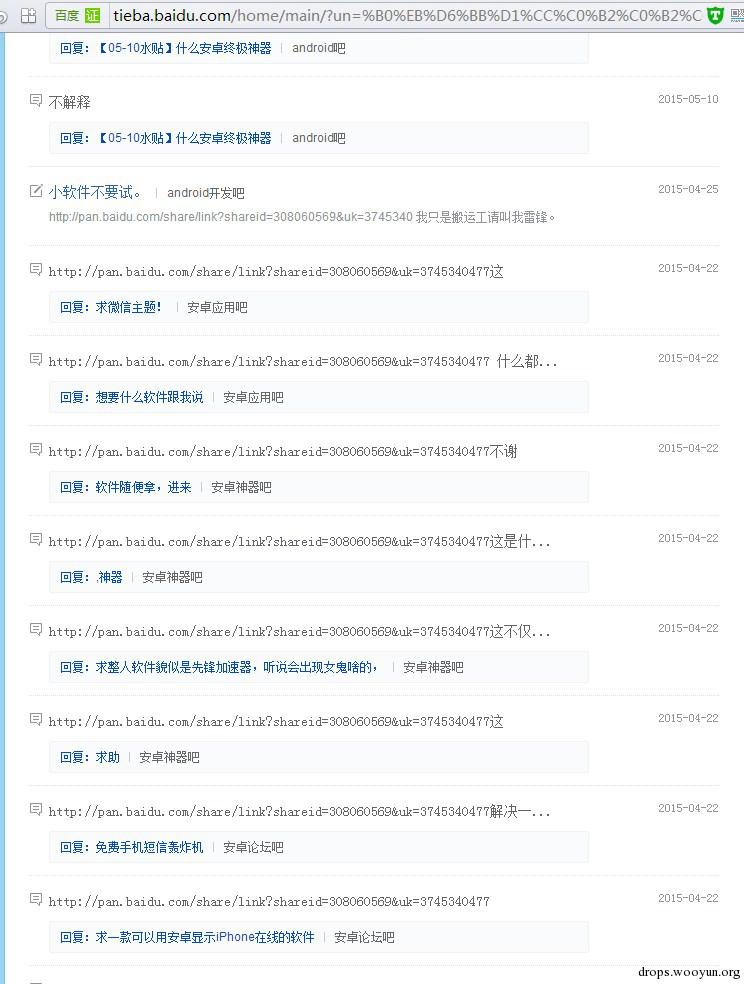 百度 证 tieba.baidu.com/home/main/?un=%B0%EB%D6%BB%D1%CC%C0%B2%C0%B2%C
回复：【05-10水贴】什么安卓终极神器 | android吧
不解释 2015-05-10
回复：【05-10水贴】什么安卓终极神器 | android吧
小软件不要试。 | android开发吧 2015-04-25
http://pan.baidu.com/share/link?shareid=308060569&uk=3745340 我只是搬运工请叫我雷锋。
http://pan.baidu.com/share/link?shareid=308060569&uk=3745340477这 2015-04-22
回复：求微信主题！ | 安卓应用吧
http://pan.baidu.com/share/link?shareid=308060569&uk=3745340477 什么都... 2015-04-22
回复：想要什么软件跟我说 | 安卓应用吧
http://pan.baidu.com/share/link?shareid=308060569&uk=3745340477不谢 2015-04-22
回复：软件随便拿，进来 | 安卓神器吧
http://pan.baidu.com/share/link?shareid=308060569&uk=3745340477这是什... 2015-04-22
回复：.神器 | 安卓神器吧
http://pan.baidu.com/share/link?shareid=308060569&uk=3745340477这不仅... 2015-04-22
回复：求整人软件貌似是先锋加速器，听说会出现女鬼啥的， | 安卓神器吧
http://pan.baidu.com/share/link?shareid=308060569&uk=3745340477这 2015-04-22
回复：求助 | 安卓神器吧
http://pan.baidu.com/share/link?shareid=308060569&uk=3745340477解决一... 2015-04-22
回复：免费手机短信轰炸机 | 安卓论坛吧
http://pan.baidu.com/share/link?shareid=308060569&uk=3745340477 2015-04-22
回复：求一款可以用安卓显示iPhone在线的软件 | 安卓论坛吧
drops.wooyun.org